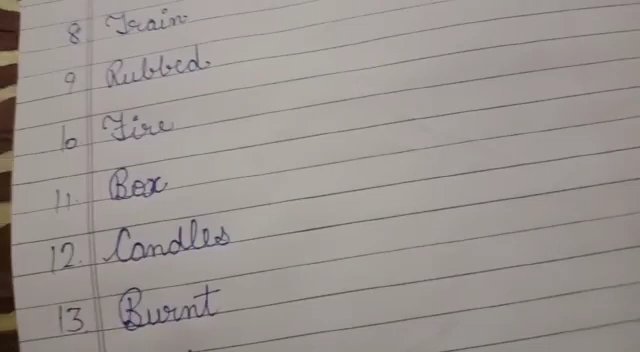 8 Train
9 Rubbed.
10 Fire
11. Box
12. Candles
13 Burnt